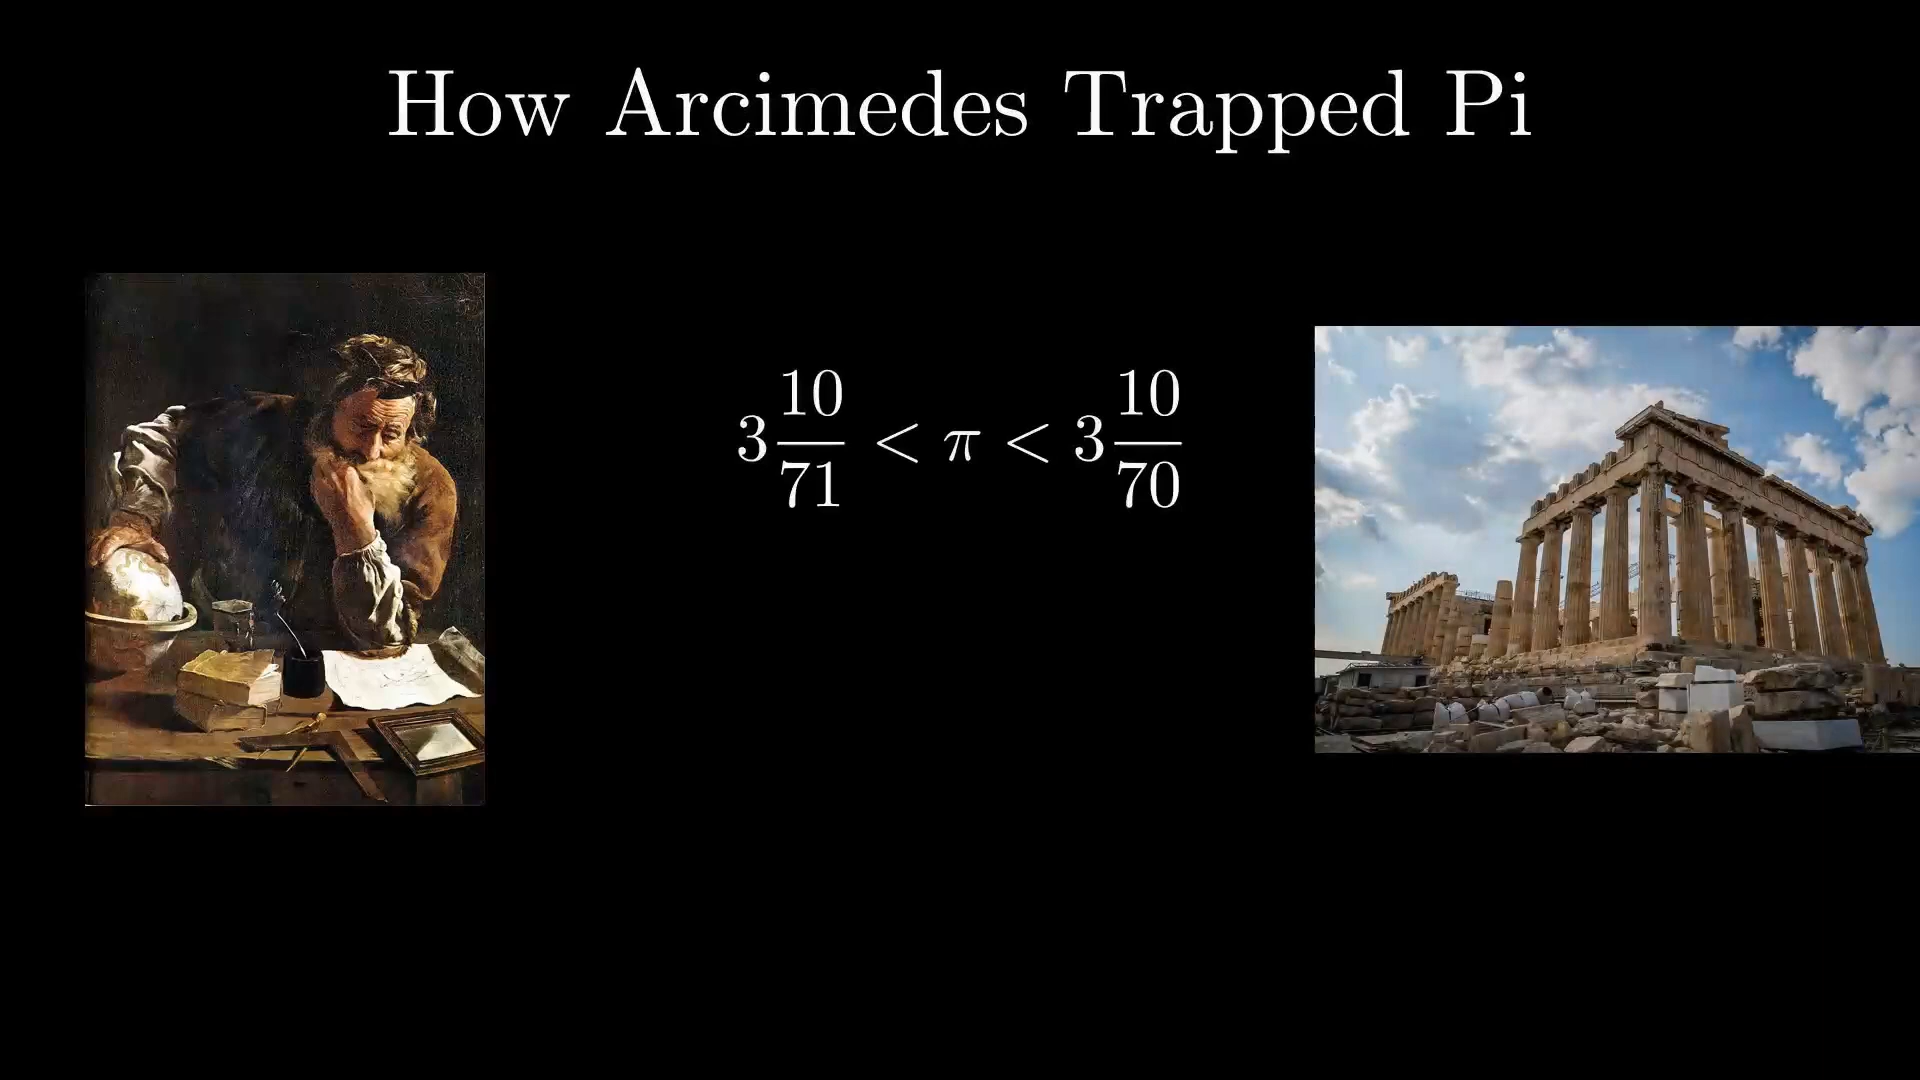 How Arcimedes Trapped Pi
3 10/71 < π < 3 10/70